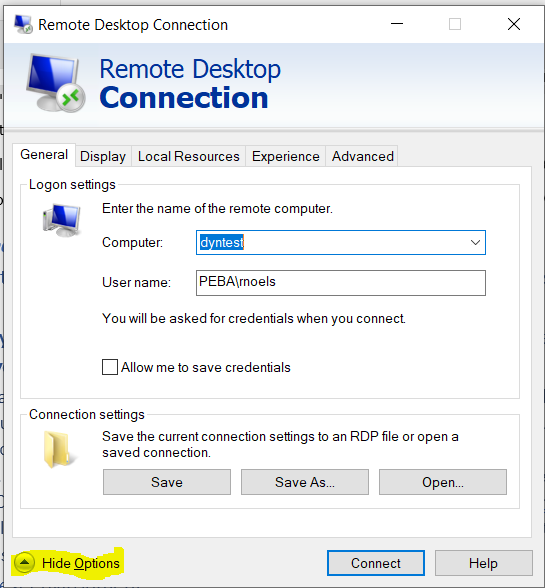 Remote Desktop Connection
Remote Desktop
Connection
General Display Local Resources Experience Advanced
Logon settings
Enter the name of the remote computer.
Computer: dyntest
User name: PEBA\rnoels
You will be asked for credentials when you connect.
Allow me to save credentials
Connection settings
Save the current connection settings to an RDP file or open a
saved connection.
Save Save As... Open...
Hide Options Connect Help